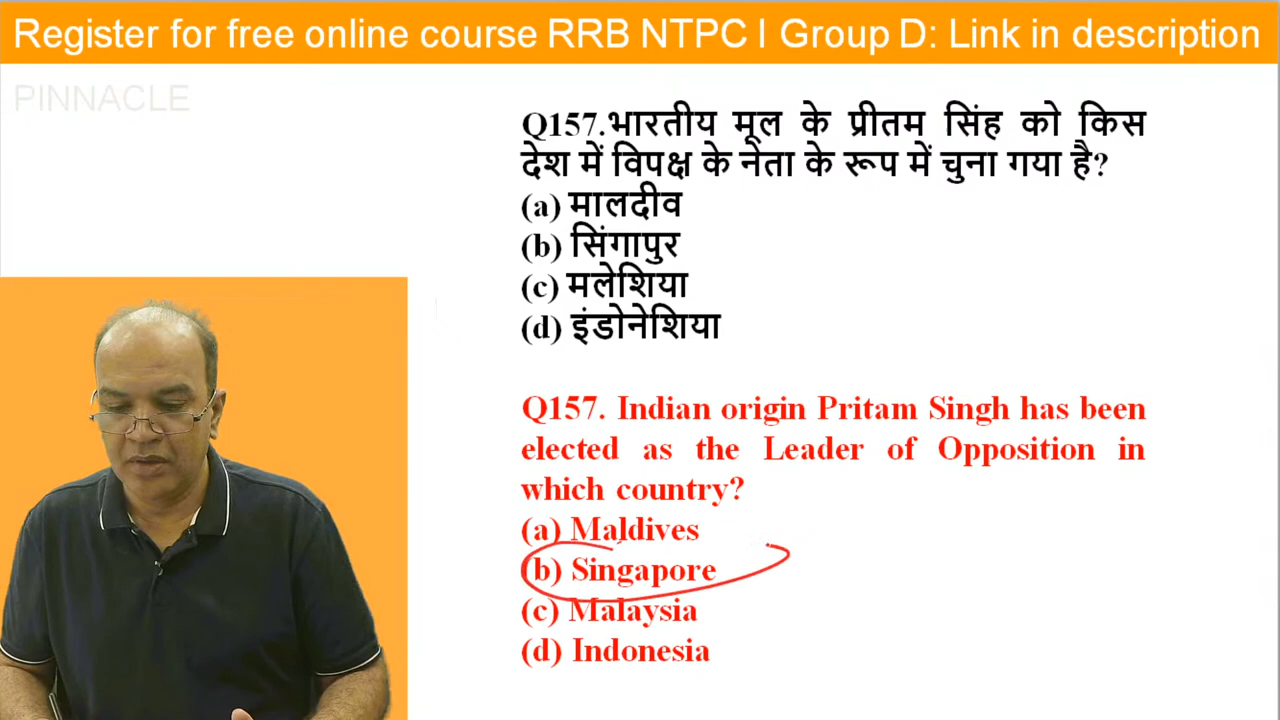 Register for free online course RRB NTPC I Group D: Link in description
PINNACLE
Q157.भारतीय मूल के प्रीतम सिंह को किस
देश में विपक्ष के नेता के रूप में चुना गया है?
(a) मालदीव
(b) सिंगापुर
(c) मलेशिया
(d) इंडोनेशिया
Q157. Indian origin Pritam Singh has been
elected as the Leader of Opposition in
which country?
(a) Maldives
(b) Singapore
(c) Malaysia
(d) Indonesia